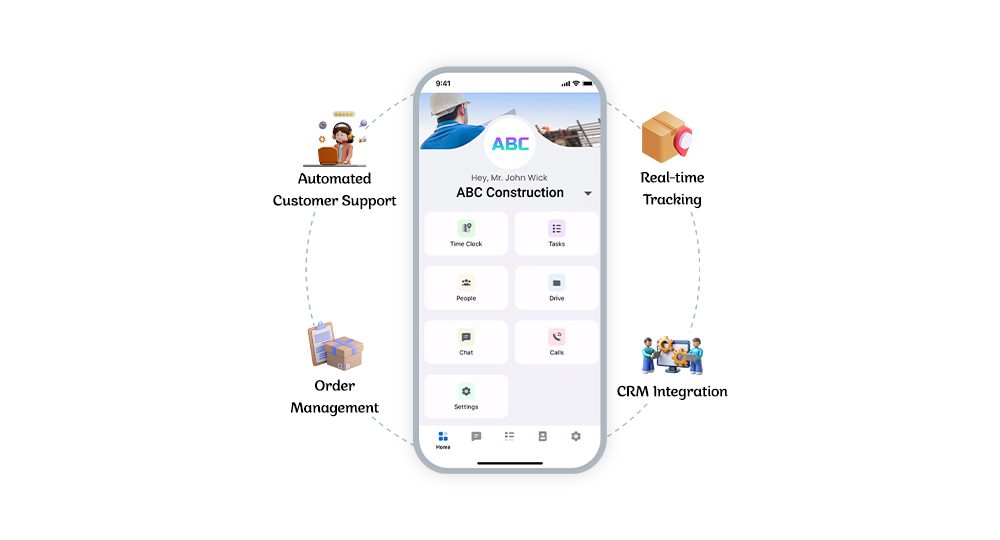 9:41
ABC
Hey, Mr. John Wick
ABC Construction
Time Clock
Tasks
People
Drive
Chat
Calls
Settings
Home
Automated
Customer Support
Order
Management
Real-time
Tracking
CRM Integration